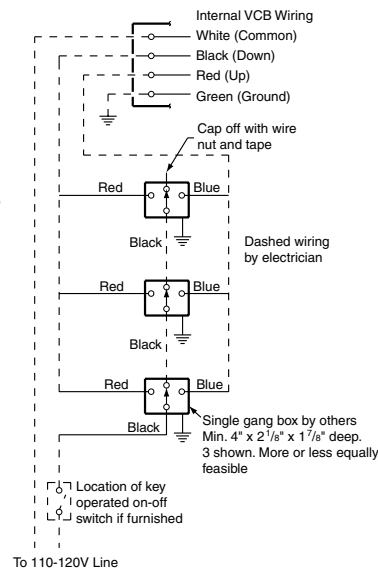 Internal VCB Wiring
White (Common)
Black (Down)
Red (Up)
Green (Ground)
Cap off with wire
nut and tape
Red
Blue
Black
Dashed wiring
by electrician
Red
Blue
Black
Red
Blue
Black
Single gang box by others
Min. 4" x 2 1/8" x 1 7/8" deep.
3 shown. More or less equally
feasible
Location of key
operated on-off
switch if furnished
To 110-120V Line